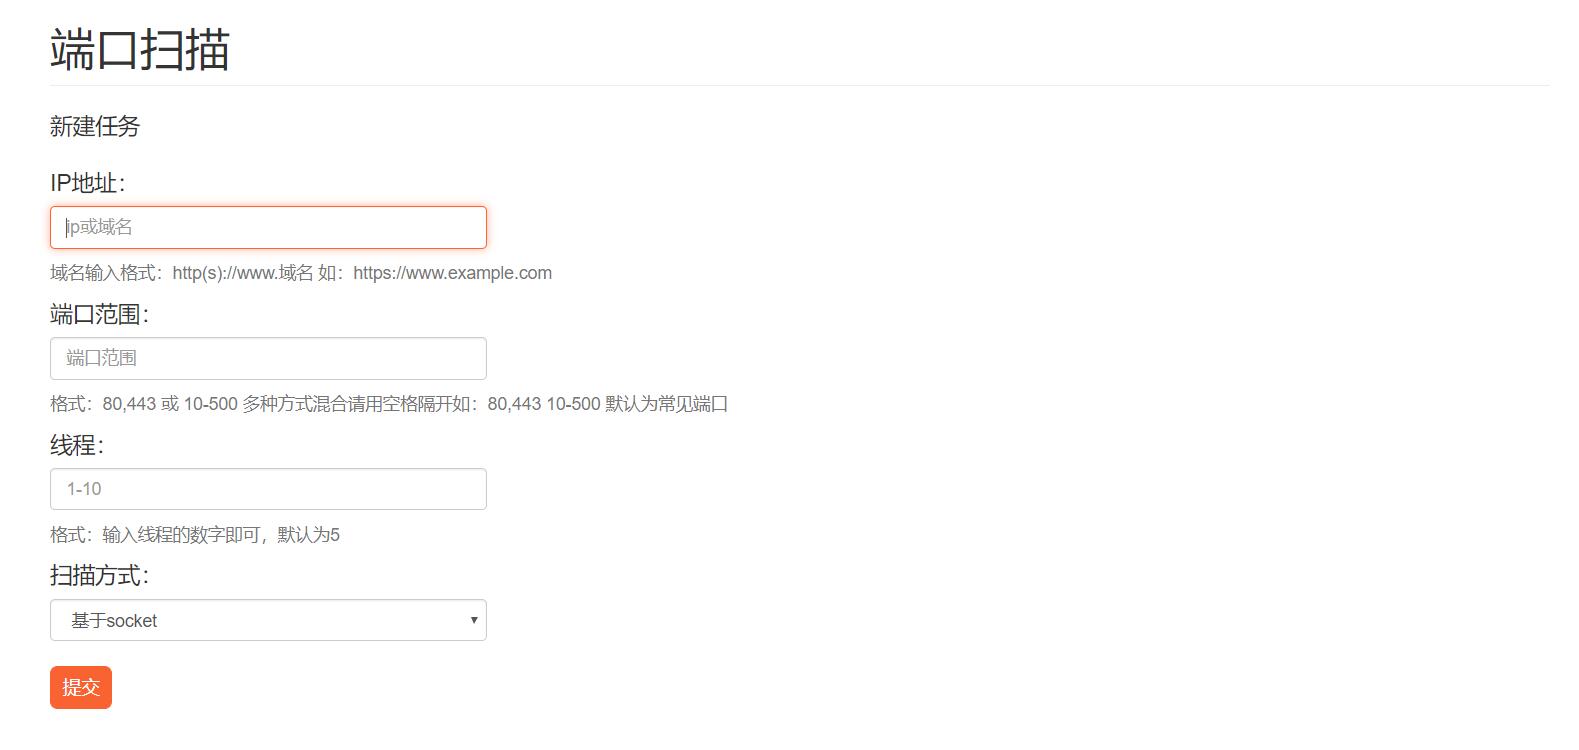 端口扫描
新建任务
IP地址：
ip或域名
域名输入格式：http(s)://www.域名 如：https://www.example.com
端口范围：
端口范围
格式：80,443 或 10-500 多种方式混合请用空格隔开如：80,443 10-500 默认为常见端口
线程：
1-10
格式：输入线程的数字即可，默认为5
扫描方式：
基于socket
提交